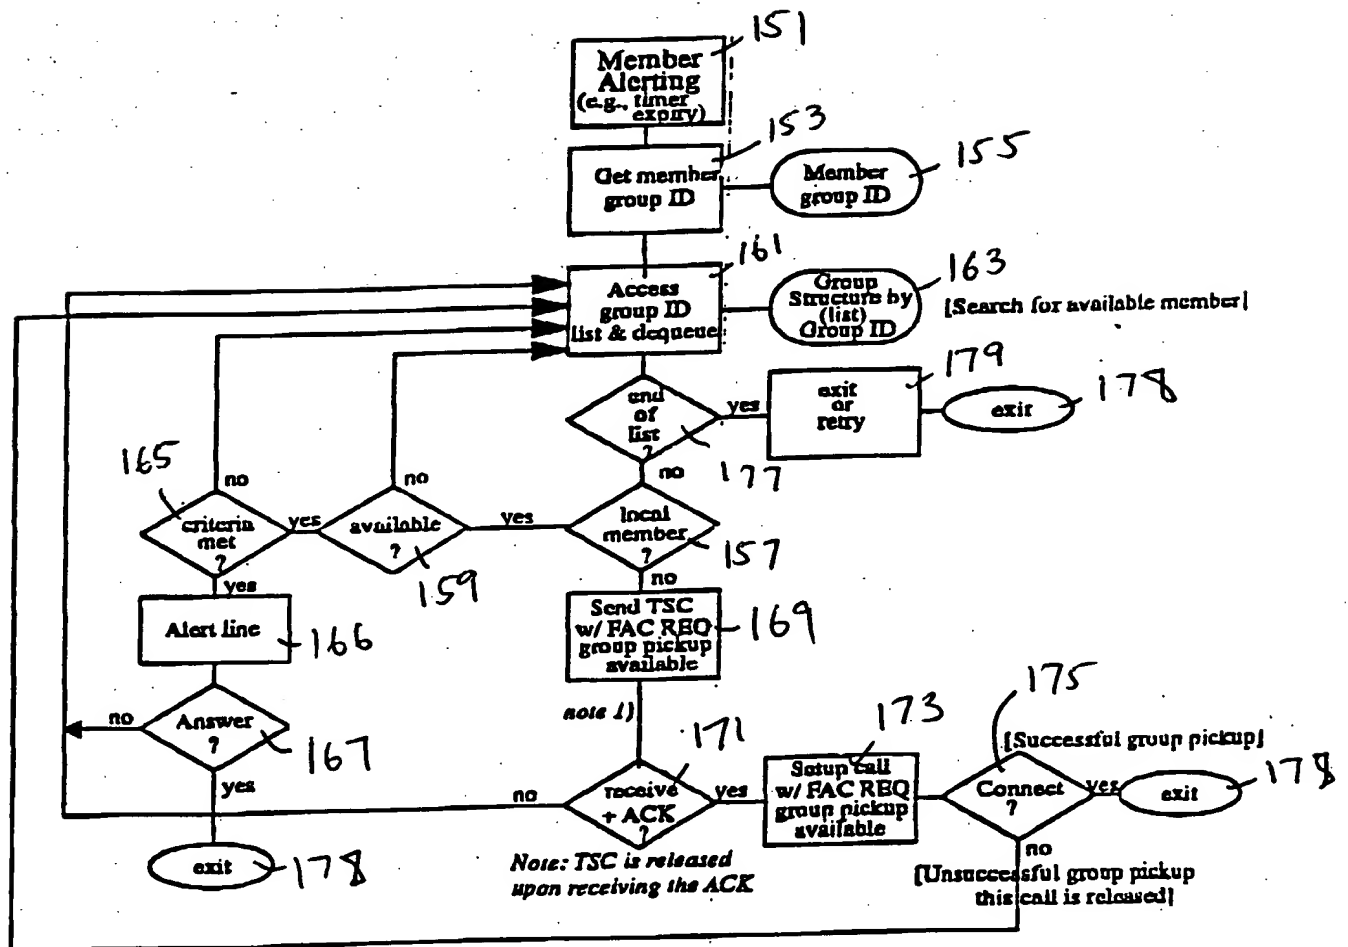 151
Member
Alerting
(e.g., timer
expiry)
153
Get member
group ID
155
Member
group ID
161
Access
group ID
list & dequeue
163
Group
Structure by
(list)
Group ID
[Search for available member]
179
end
of
list
?
yes
exit
or
retry
exit
178
177
no
165
no
no
criteria
met
?
yes
available
?
yes
local
member
?
157
159
yes
no
Alert line
166
Send TSC
w/ FAC REQ
group pickup
available
169
note 1)
no
Answer
?
167
yes
exit
178
171
no
receive
+ ACK
?
yes
173
Setup call
w/ FAC REQ
group pickup
available
175
[Successful group pickup]
Connect
?
yes
exit
178
no
Note: TSC is released
upon receiving the ACK
[Unsuccessful group pickup
this call is released]